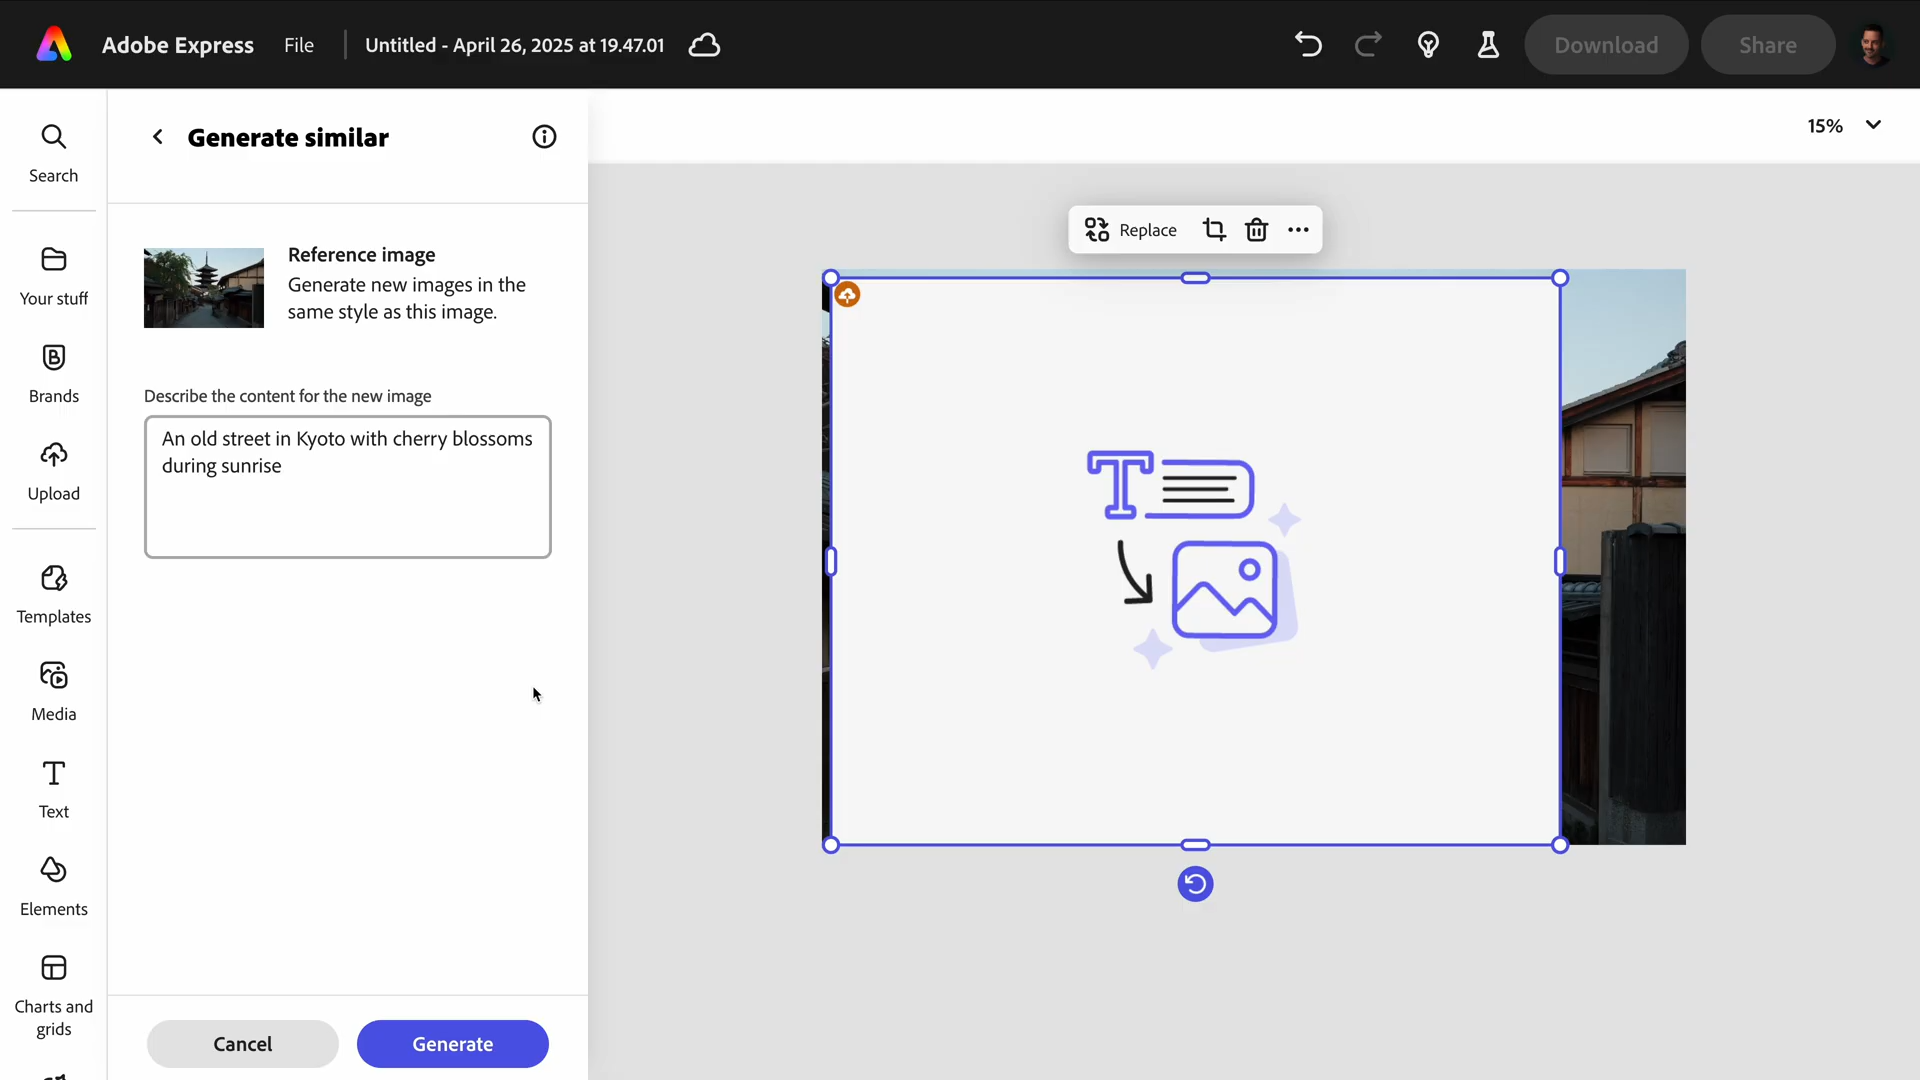 Adobe Express
File
Untitled - April 26, 2025 at 19.47.01
Download
Share
Search
Your stuff
Brands
Upload
Templates
Media
Text
Elements
Charts and
grids
Generate similar
Reference image
Generate new images in the
same style as this image.
Describe the content for the new image
An old street in Kyoto with cherry blossoms
during sunrise
Cancel
Generate
15%
Replace